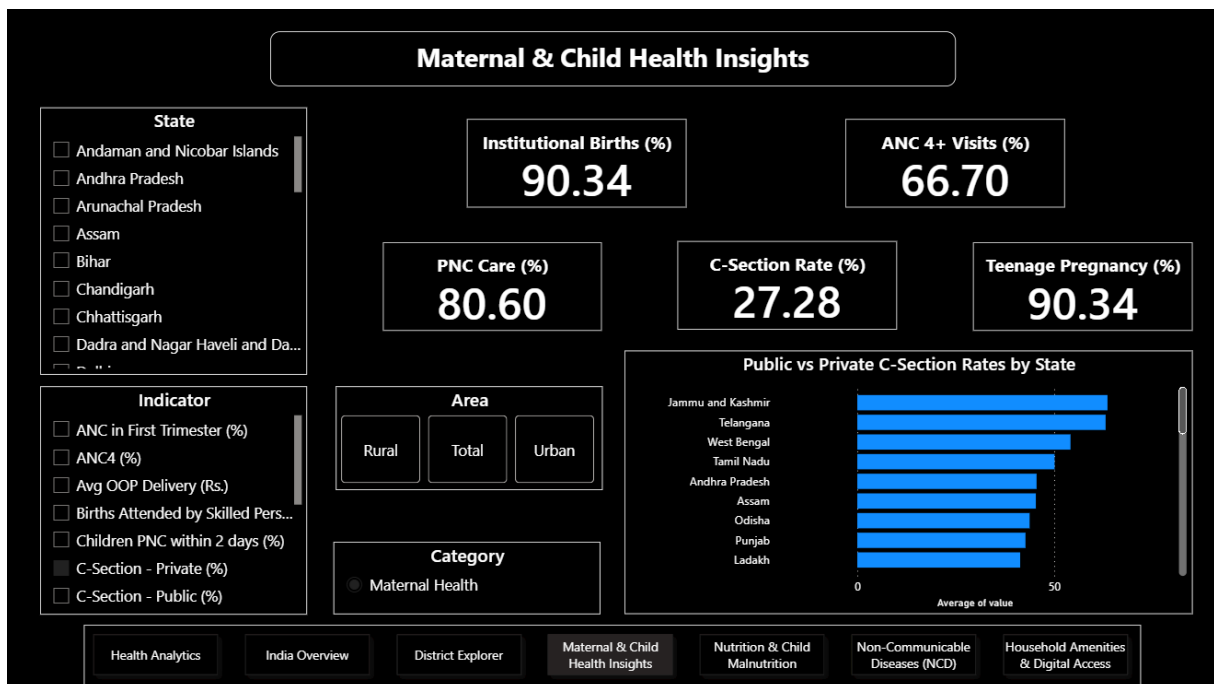 Maternal & Child Health Insights
State
Andaman and Nicobar Islands
Andhra Pradesh
Arunachal Pradesh
Assam
Bihar
Chandigarh
Chhattisgarh
Dadra and Nagar Haveli and Da...
Institutional Births (%)
90.34
ANC 4+ Visits (%)
66.70
PNC Care (%)
80.60
C-Section Rate (%)
27.28
Teenage Pregnancy (%)
90.34
Indicator
ANC in First Trimester (%)
ANC4 (%)
Avg OOP Delivery (Rs.)
Births Attended by Skilled Pers...
Children PNC within 2 days (%)
C-Section - Private (%)
C-Section - Public (%)
Area
Rural
Total
Urban
Category
Maternal Health
Public vs Private C-Section Rates by State
Jammu and Kashmir
Telangana
West Bengal
Tamil Nadu
Andhra Pradesh
Assam
Odisha
Punjab
Ladakh
0
50
Average of value
Health Analytics
India Overview
District Explorer
Maternal & Child
Health Insights
Nutrition & Child
Malnutrition
Non-Communicable
Diseases (NCD)
Household Amenities
& Digital Access